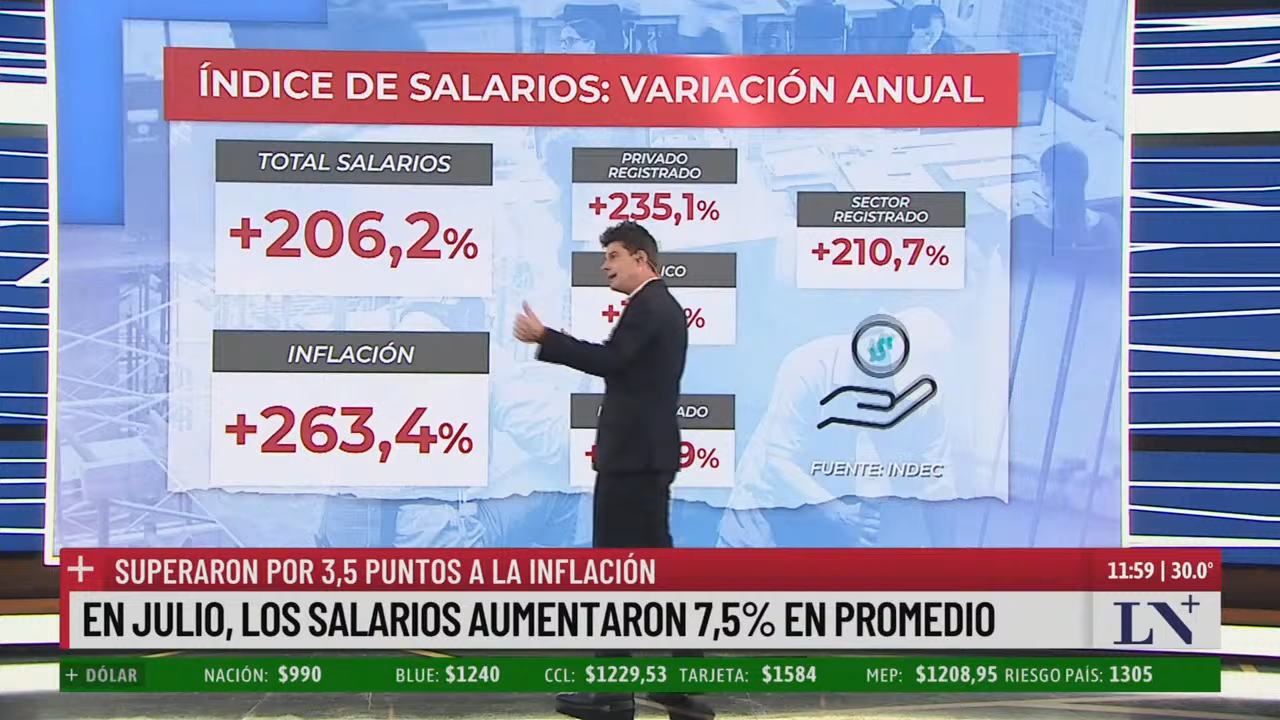 ÍNDICE DE SALARIOS: VARIACIÓN ANUAL
TOTAL SALARIOS
+206,2%
INFLACIÓN
+263,4%
PRIVADO
REGISTRADO
+235,1%
SECTOR
REGISTRADO
+210,7%
FUENTE: INDEC
+ SUPERARON POR 3,5 PUNTOS A LA INFLACIÓN
11:59 | 30.0°
EN JULIO, LOS SALARIOS AUMENTARON 7,5% EN PROMEDIO
LN+
+ DÓLAR NACIÓN: $990 BLUE: $1240 CCL: $1229,53 TARJETA: $1584 MEP: $1208,95 RIESGO PAÍS: 1305